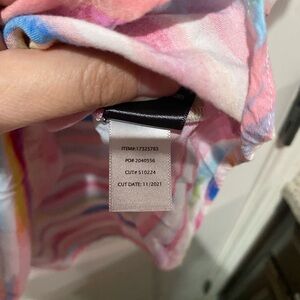 ITEM#:17325783
PO# 2040556
CUT# 510224
CUT DATE: 11/2021